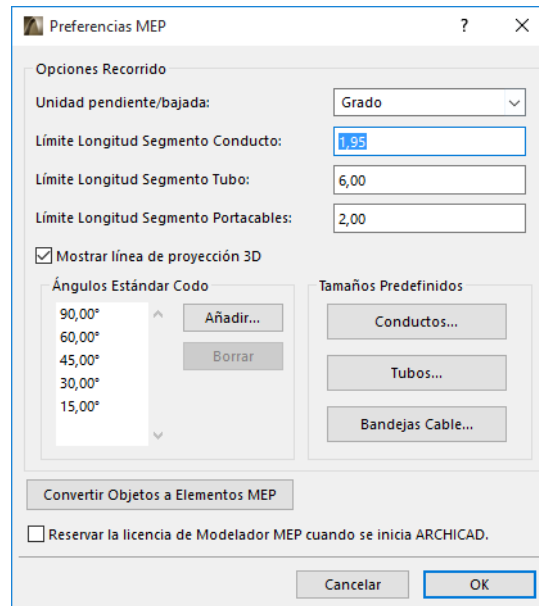 Preferencias MEP
?
Opciones Recorrido
Unidad pendiente/bajada: Grado
Límite Longitud Segmento Conducto: 1,95
Límite Longitud Segmento Tubo: 6,00
Límite Longitud Segmento Portacables: 2,00
Mostrar línea de proyección 3D
Ángulos Estándar Codo
90,00°
60,00°
45,00°
30,00°
15,00°
Añadir...
Borrar
Tamaños Predefinidos
Conductos...
Tubos...
Bandejas Cable...
Convertir Objetos a Elementos MEP
Reservar la licencia de Modelador MEP cuando se inicia ARCHICAD.
Cancelar OK